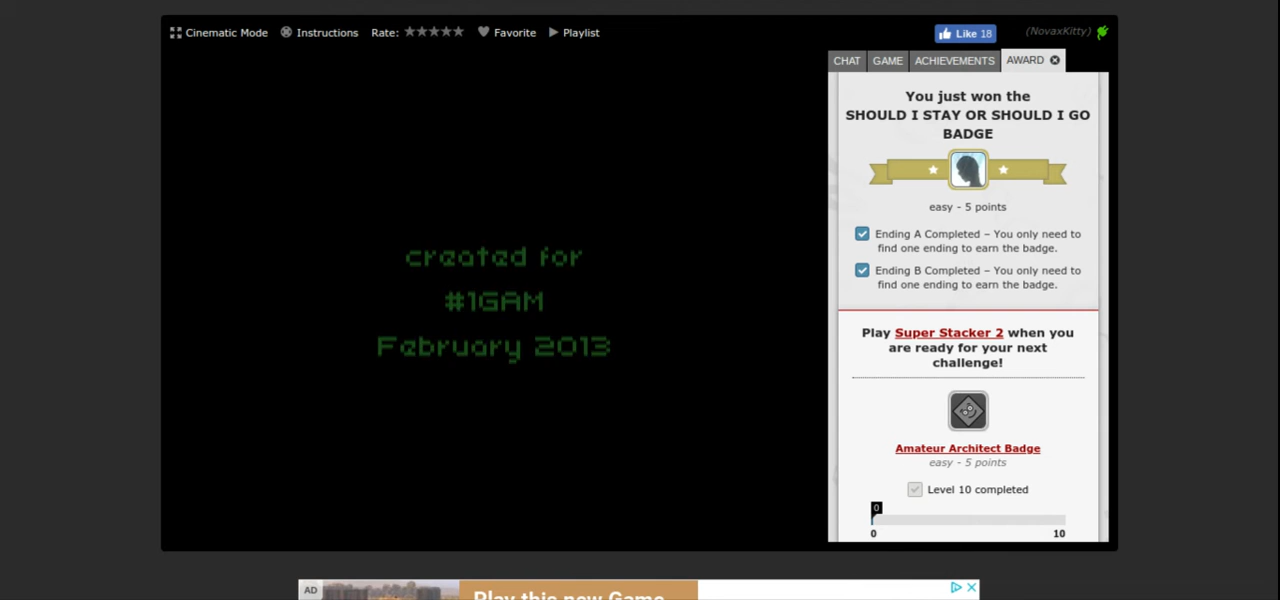 Cinematic Mode Instructions Rate: Favorite Playlist
Like 18 (NovaxKitty)
CHAT GAME ACHIEVEMENTS AWARD
You just won the
SHOULD I STAY OR SHOULD I GO
BADGE
easy - 5 points
Ending A Completed – You only need to
find one ending to earn the badge.
Ending B Completed – You only need to
find one ending to earn the badge.
Play Super Stacker 2 when you
are ready for your next
challenge!
Amateur Architect Badge
easy - 5 points
Level 10 completed
0
0 10
created for
#1GAM
February 2013
AD
Play this new Game